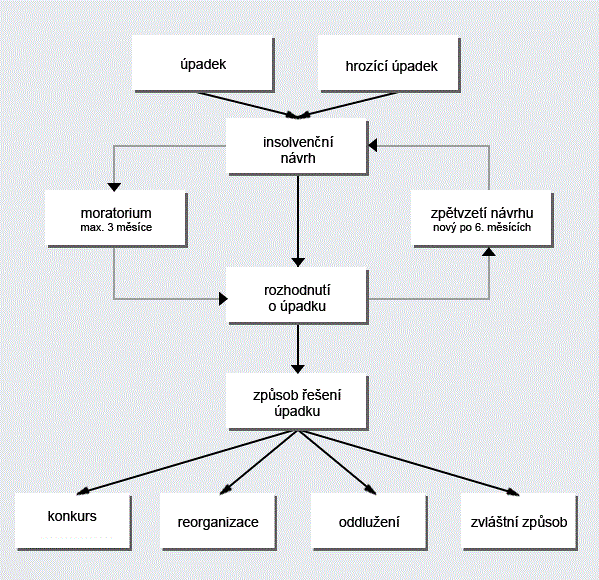 úpadek
hrozící úpadek
insolvenční
návrh
moratorium
max. 3 měsíce
zpětvzetí návrhu
nový po 6. měsících
rozhodnutí
o úpadku
způsob řešení
úpadku
konkurs
reorganizace
oddlužení
zvláštní způsob